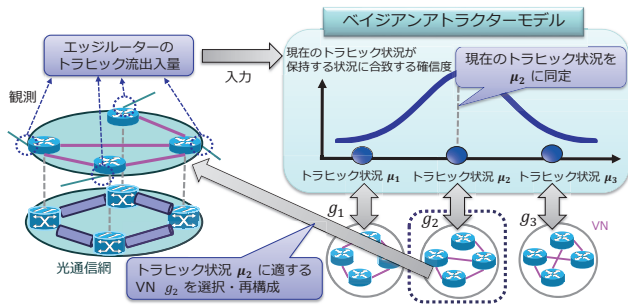 ベイジアンアトラクターモデル
エッジルーターの
トラヒック流出入量
入力
観測
現在のトラヒック状況が
保持する状況に合致する確信度
現在のトラヒック状況を
μ2 に同定
トラヒック状況 μ1
トラヒック状況 μ2
トラヒック状況 μ3
g1
g2
g3
VN
光通信網
トラヒック状況 μ2 に適する
VN g2 を選択・再構成